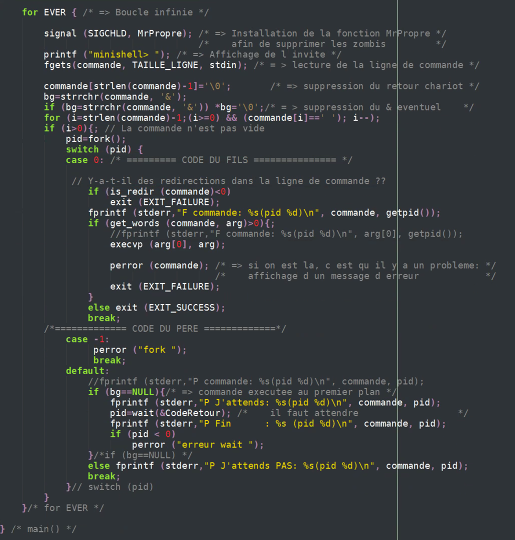 for EVER { /* => Boucle infinie */
signal (SIGCHLD, MrPropre); /* => Installation de la fonction MrPropre */
/* afin de supprimer les zombis */
printf ("minishell> "); /* => Affichage de l invite */
fgets(commande, TAILLE_LIGNE, stdin); /* = > lecture de la ligne de commande */
commande[strlen(commande)-1]='\0'; /* => suppression du retour chariot */
bg=strrchr(commande, '&');
if (bg=strrchr(commande, '&')) *bg='\0';/* = > suppression du & eventuel */
for (i=strlen(commande)-1;(i>=0) && (commande[i]==' '); i--);
if (i>0){; // La commande n'est pas vide
pid=fork();
switch (pid) {
case 0: /* ========= CODE DU FILS =============== */
// Y-a-t-il des redirections dans la ligne de commande ??
if (is_redir (commande)<0)
exit (EXIT_FAILURE);
fprintf (stderr,"F commande: %s(pid %d)\n", commande, getpid());
if (get_words (commande, arg)>0){;
//fprintf (stderr,"F commande: %s(pid %d)\n", arg[0], getpid());
execvp (arg[0], arg);
perror (commande); /* => si on est la, c est qu il y a un probleme: */
/* affichage d un message d erreur */
exit (EXIT_FAILURE);
}
else exit (EXIT_SUCCESS);
break;
/*============= CODE DU PERE =============*/
case -1:
perror ("fork ");
break;
default:
//fprintf (stderr,"P commande: %s(pid %d)\n", commande, pid);
if (bg==NULL){/* => commande executee au premier plan */
fprintf (stderr,"P J'attends: %s(pid %d)\n", commande, pid);
pid=wait(&CodeRetour); /* il faut attendre */
fprintf (stderr,"P Fin : %s (pid %d)\n", commande, pid);
if (pid < 0)
perror ("erreur wait ");
}/*if (bg==NULL) */
else fprintf (stderr,"P J'attends PAS: %s(pid %d)\n", commande, pid);
break;
}// switch (pid)
}
}/* for EVER */
} /* main() */